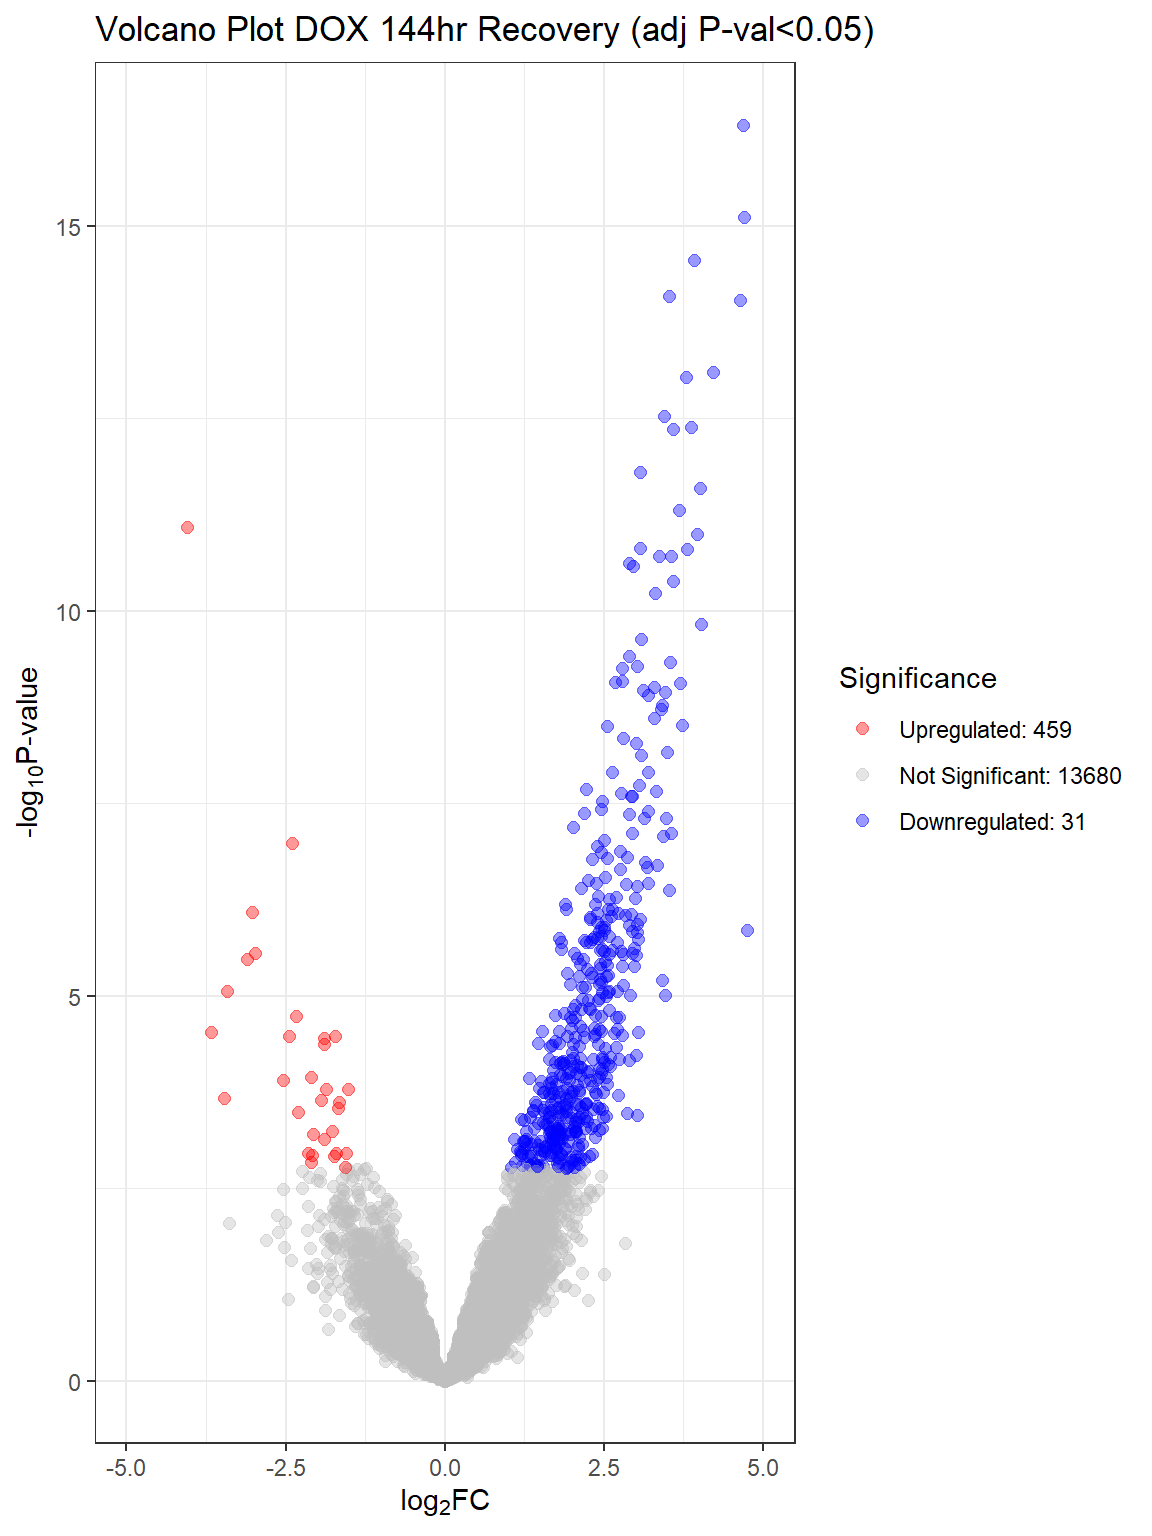 Volcano Plot DOX 144hr Recovery (adj P-val<0.05)
15
10
5
0
-log10P-value
-5.0
-2.5
0.0
2.5
5.0
log2FC
Significance
Upregulated: 459
Not Significant: 13680
Downregulated: 31